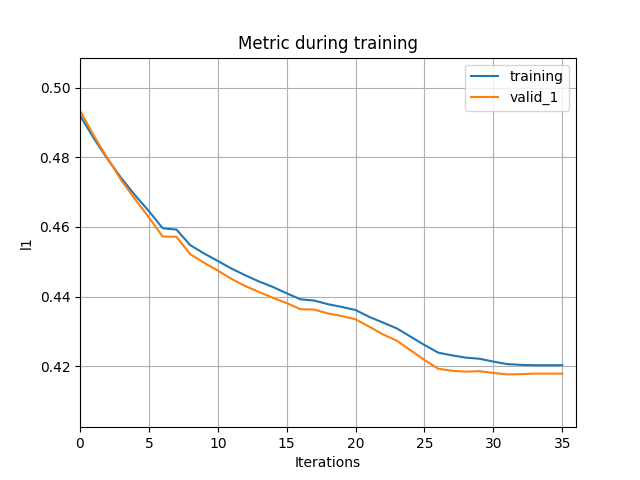 Metric during training
training
valid_1
0.50
0.48
0.46
0.44
0.42
l1
0 5 10 15 20 25 30 35
Iterations